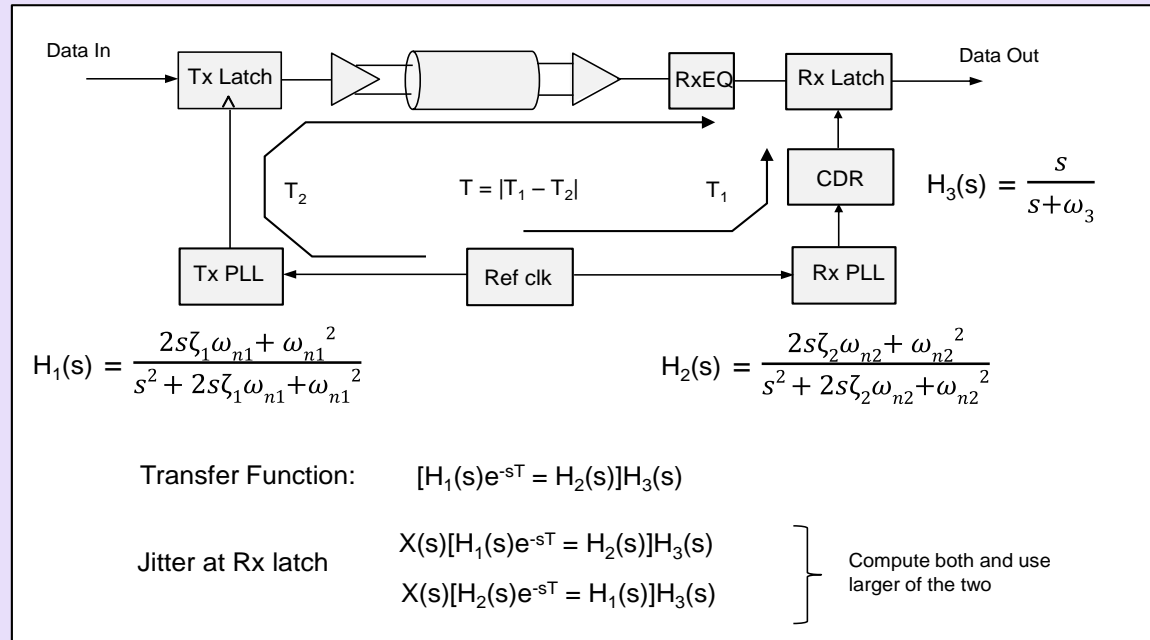 Data In
Data Out
Tx Latch
RxEQ
Rx Latch
CDR
H₃(s) = s / (s+ω₃)
T₂
T = |T₁ – T₂|
T₁
Tx PLL
Ref clk
Rx PLL
H₁(s) = (2sζ₁ωₙ₁ + ωₙ₁²) / (s² + 2sζ₁ωₙ₁+ωₙ₁²)
H₂(s) = (2sζ₂ωₙ₂ + ωₙ₂²) / (s² + 2sζ₂ωₙ₂+ωₙ₂²)
Transfer Function: [H₁(s)e⁻ˢᵀ = H₂(s)]H₃(s)
Jitter at Rx latch
X(s)[H₁(s)e⁻ˢᵀ = H₂(s)]H₃(s)
X(s)[H₂(s)e⁻ˢᵀ = H₁(s)]H₃(s)
Compute both and use
larger of the two